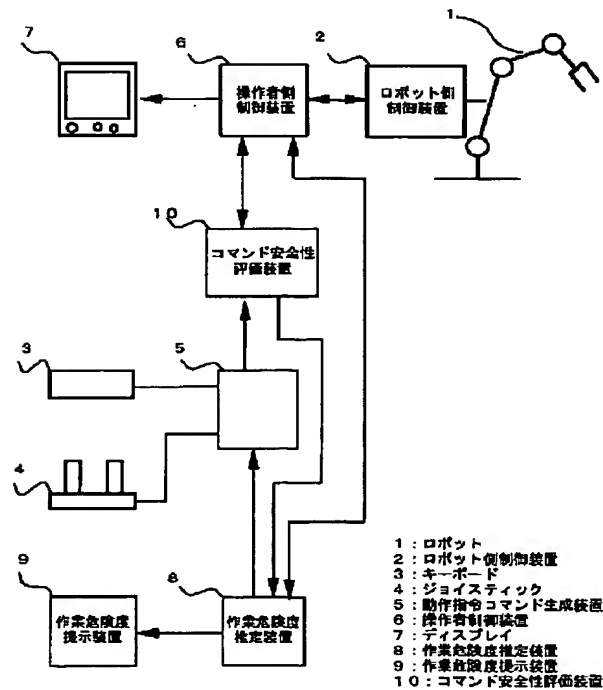 1
7
6
2
操作者側
制御装置
ロボット側
制御装置
10
コマンド安全性
評価装置
3
5
4
9
8
作業危険度
提示装置
作業危険度
推定装置
1：ロボット
2：ロボット側制御装置
3：キーボード
4：ジョイスティック
5：動作指令コマンド生成装置
6：操作者制御装置
7：ディスプレイ
8：作業危険度推定装置
9：作業危険度提示装置
10：コマンド安全性評価装置